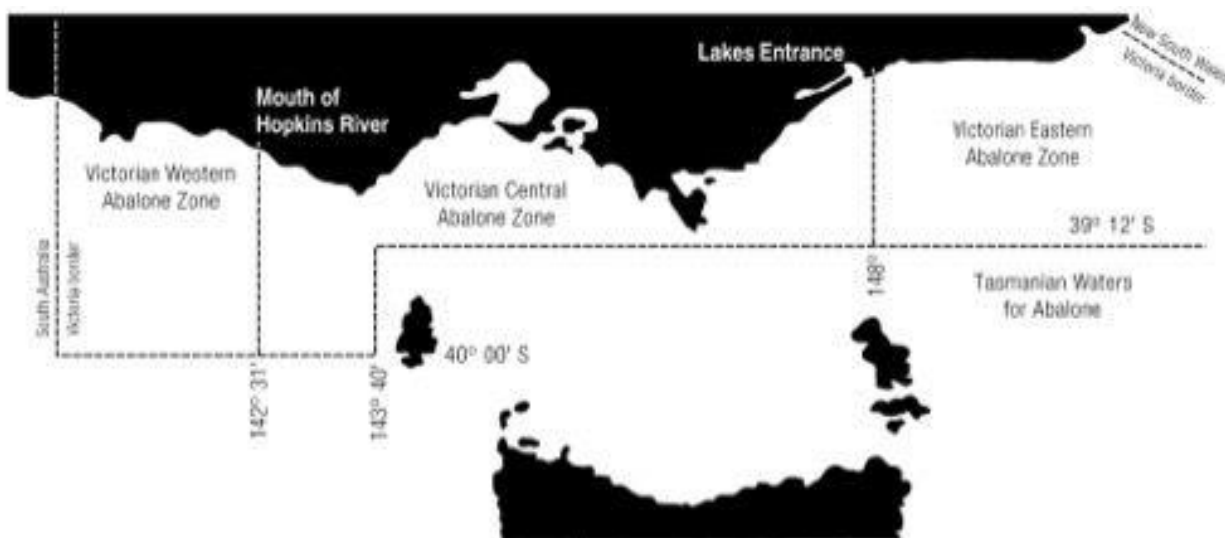 New South Wales
Victoria border
Lakes Entrance
Mouth of
Hopkins River
Victorian Eastern
Abalone Zone
Victorian Western
Abalone Zone
Victorian Central
Abalone Zone
39° 12' S
South Australia
Victoria border
148°
Tasmanian Waters
for Abalone
40° 00' S
142° 31'
143° 40'